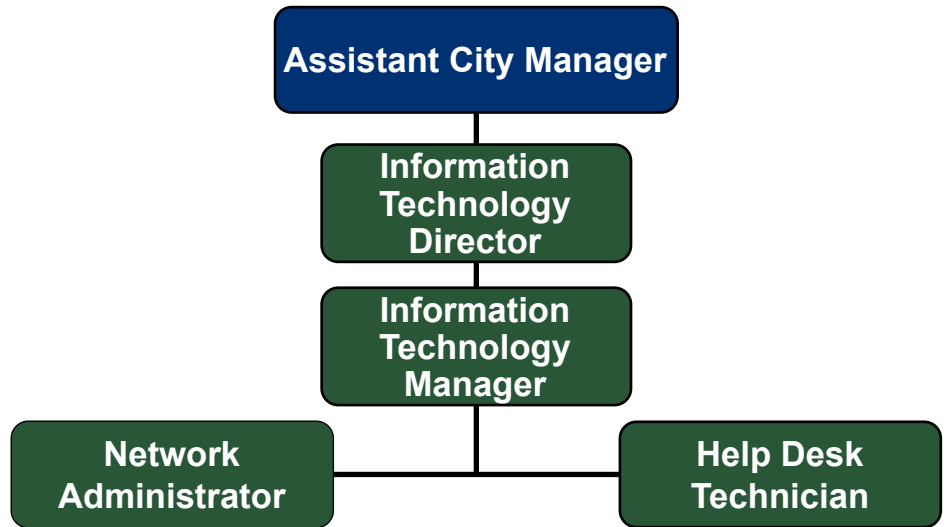 Assistant City Manager
Information
Technology
Director
Information
Technology
Manager
Network
Administrator
Help Desk
Technician